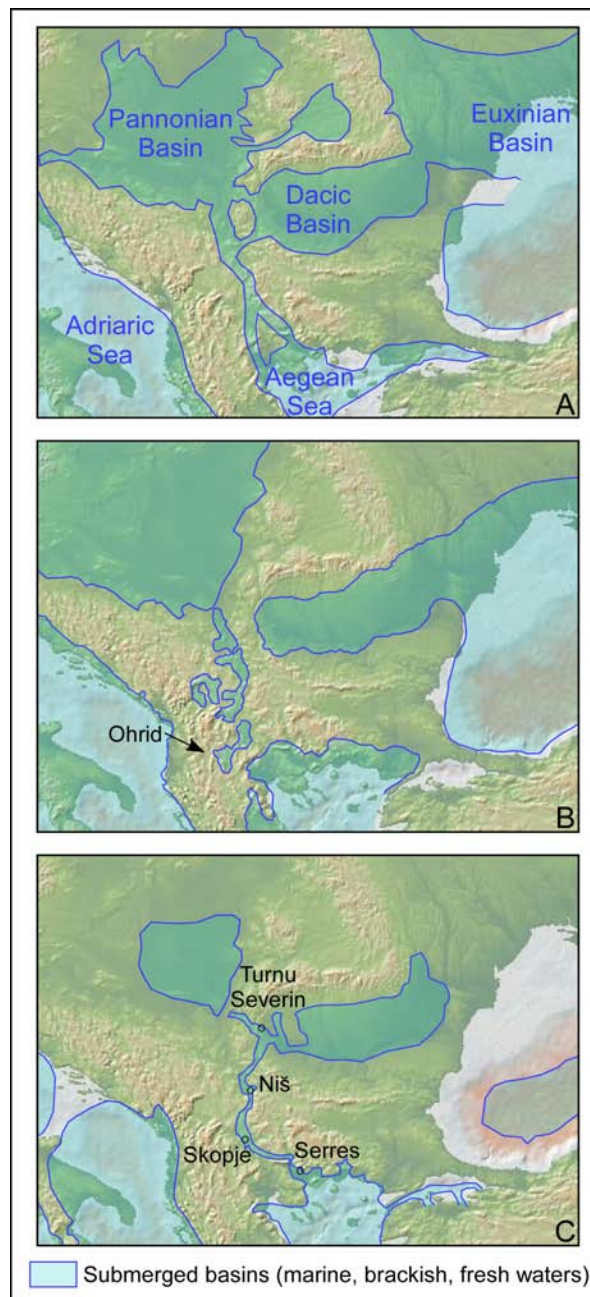 Pannonian
Basin
Euxinian
Basin
Dacic
Basin
Adriaric
Sea
Aegean
Sea
A
Ohrid
B
Turnu
Severin
Niš
Skopje
Serres
C
Submerged basins (marine, brackish, fresh waters)